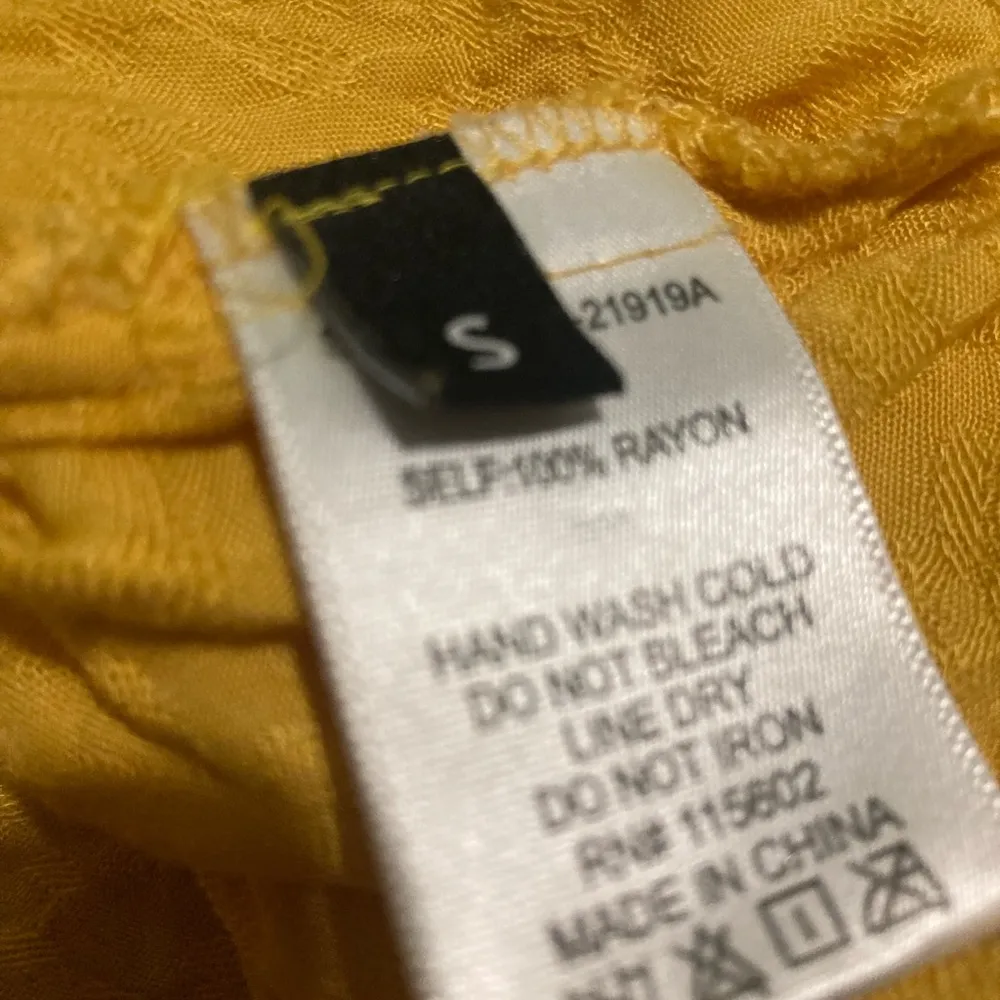 S
-21919A
SELF:100% RAYON
HAND WASH COLD
DO NOT BLEACH
LINE DRY
DO NOT IRON
RN# 115602
MADE IN CHINA